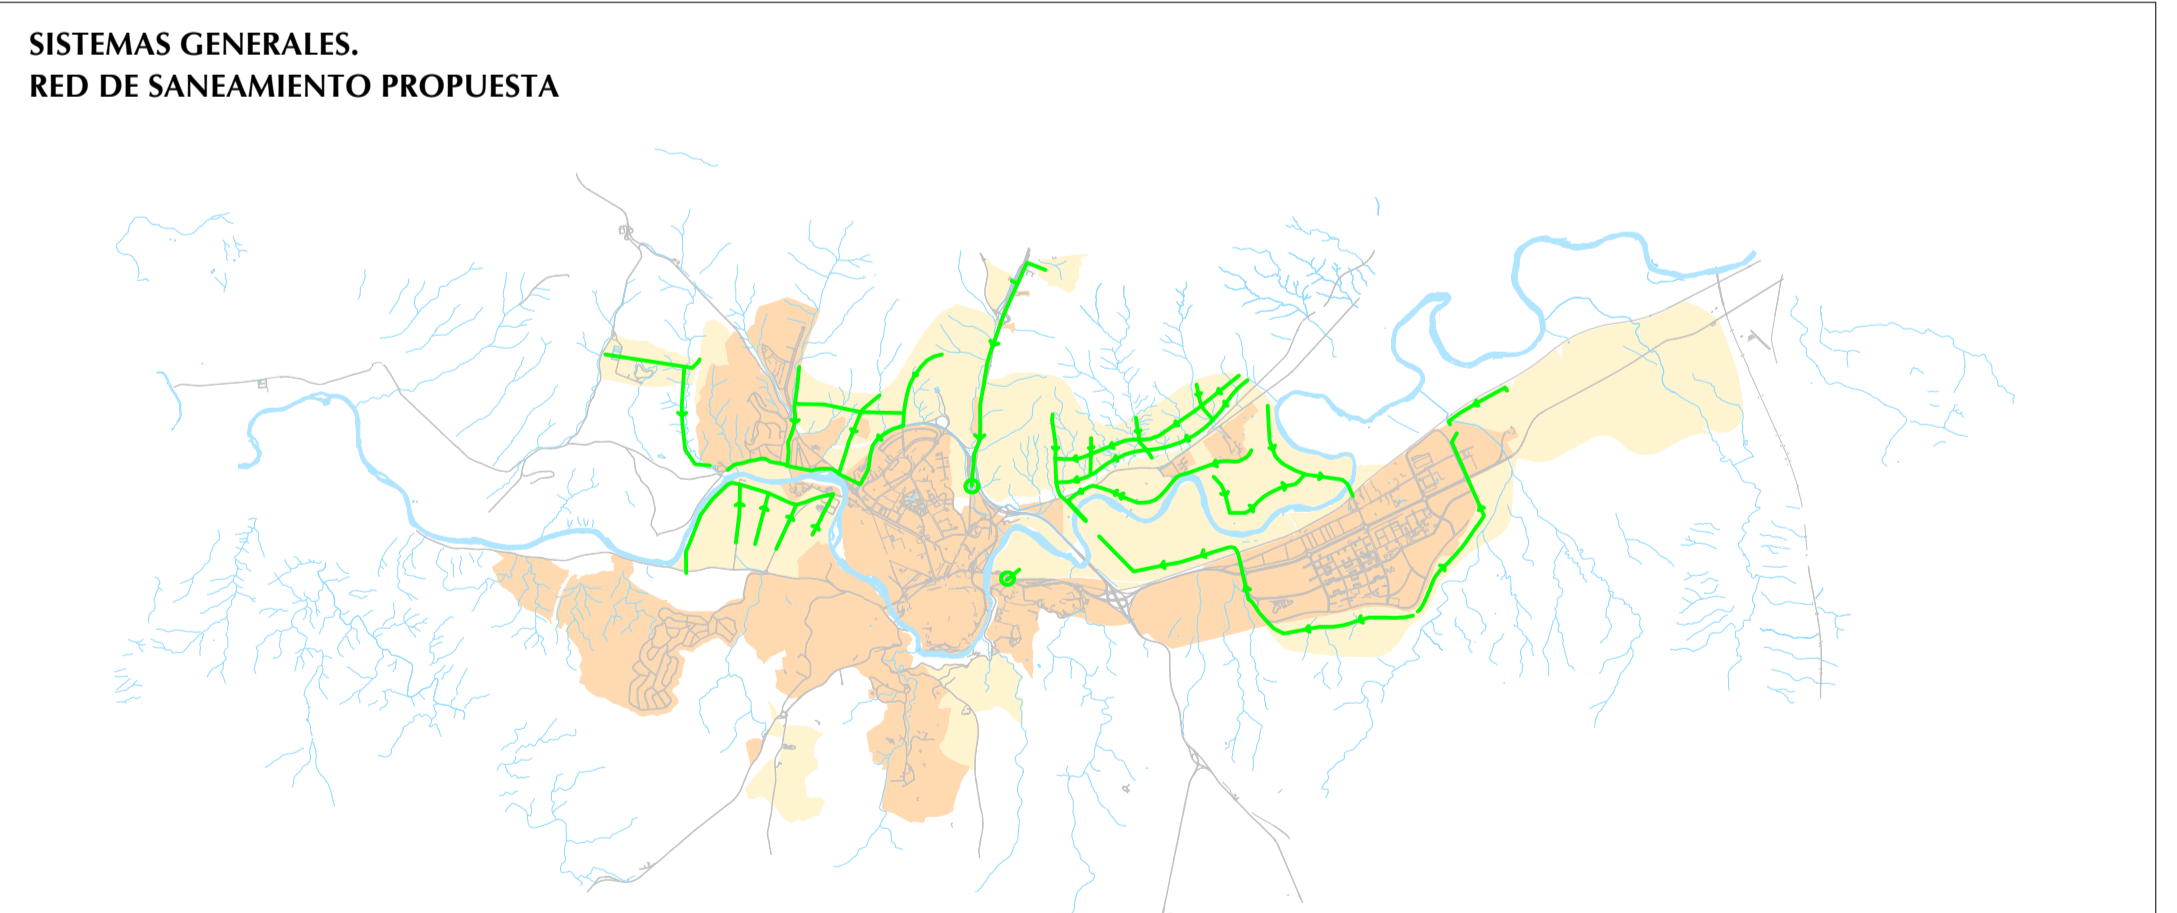 SISTEMAS GENERALES.
RED DE SANEAMIENTO PROPUESTA